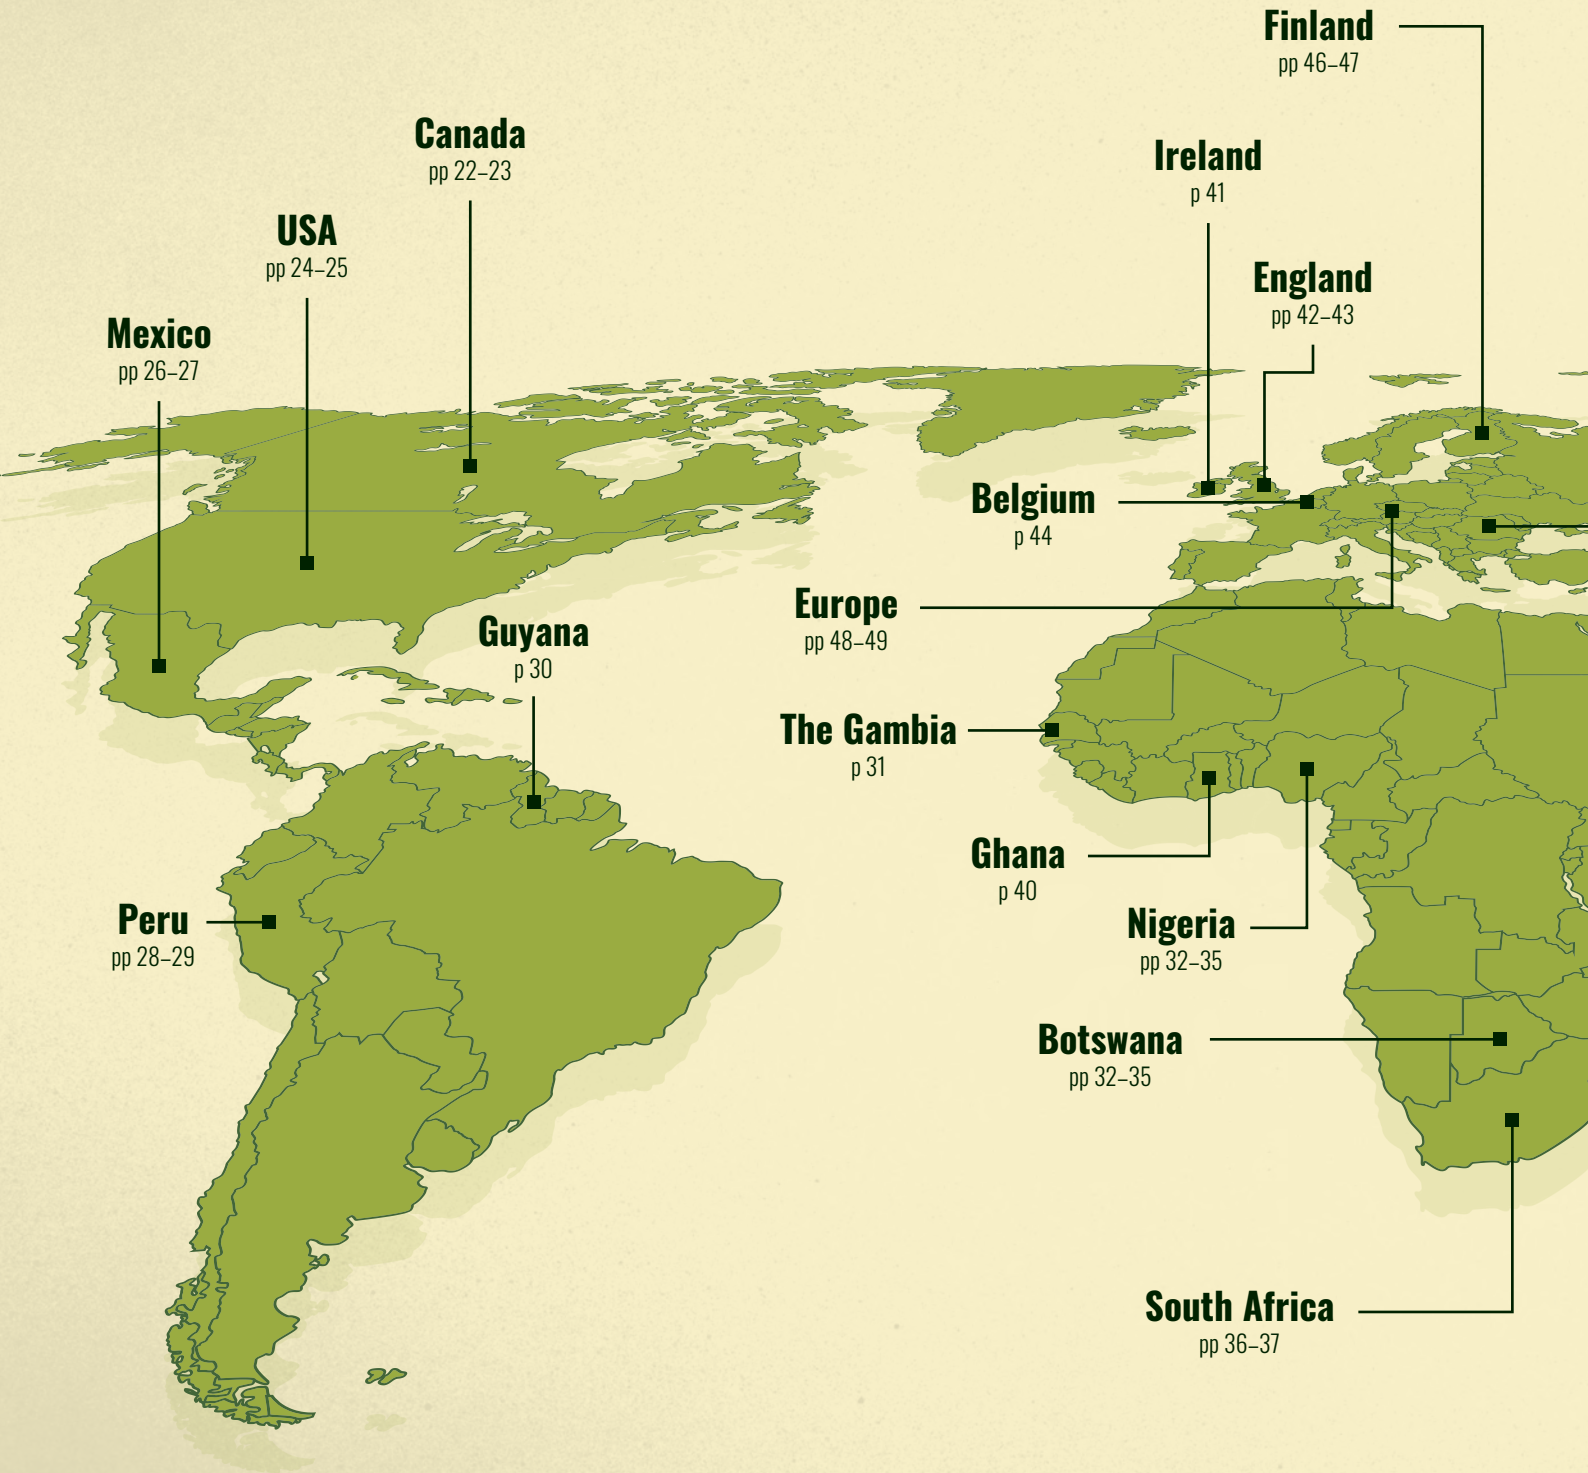 Finland
pp 46–47
Canada
pp 22–23
Ireland
p 41
USA
pp 24–25
England
pp 42–43
Mexico
pp 26–27
Belgium
p 44
Europe
pp 48–49
Guyana
p 30
The Gambia
p 31
Ghana
p 40
Peru
pp 28–29
Nigeria
pp 32–35
Botswana
pp 32–35
South Africa
pp 36–37